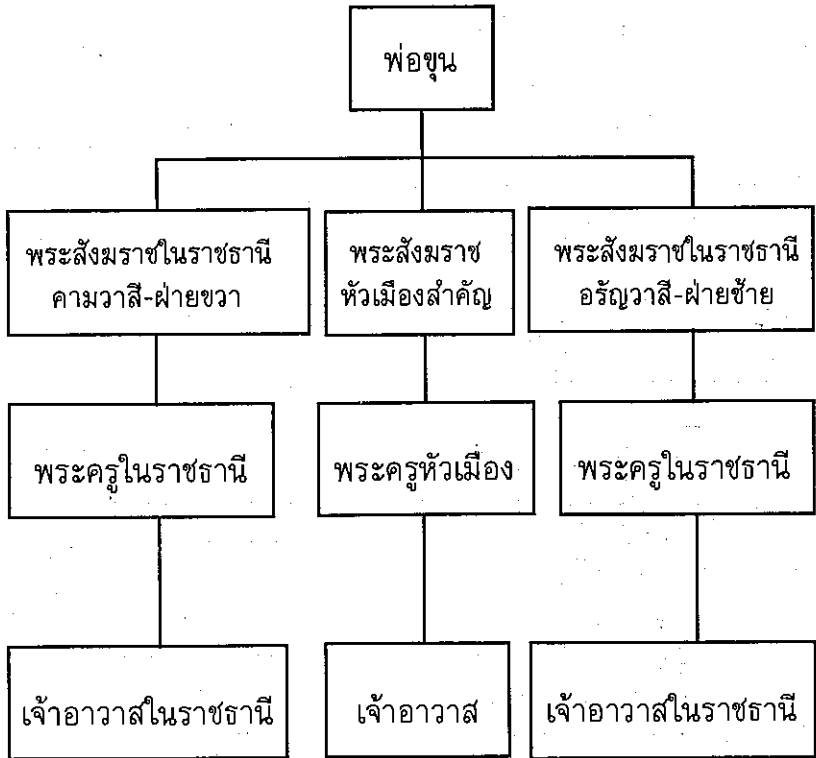 พ่อขุน
พระสังฆราชในราชธานี
คามวาสี-ฝ่ายขวา
พระสังฆราช
หัวเมืองสำคัญ
พระสังฆราชในราชธานี
อรัญวาสี-ฝ่ายซ้าย
พระครูในราชธานี
พระครูหัวเมือง
พระครูในราชธานี
เจ้าอาวาสในราชธานี
เจ้าอาวาส
เจ้าอาวาสในราชธานี